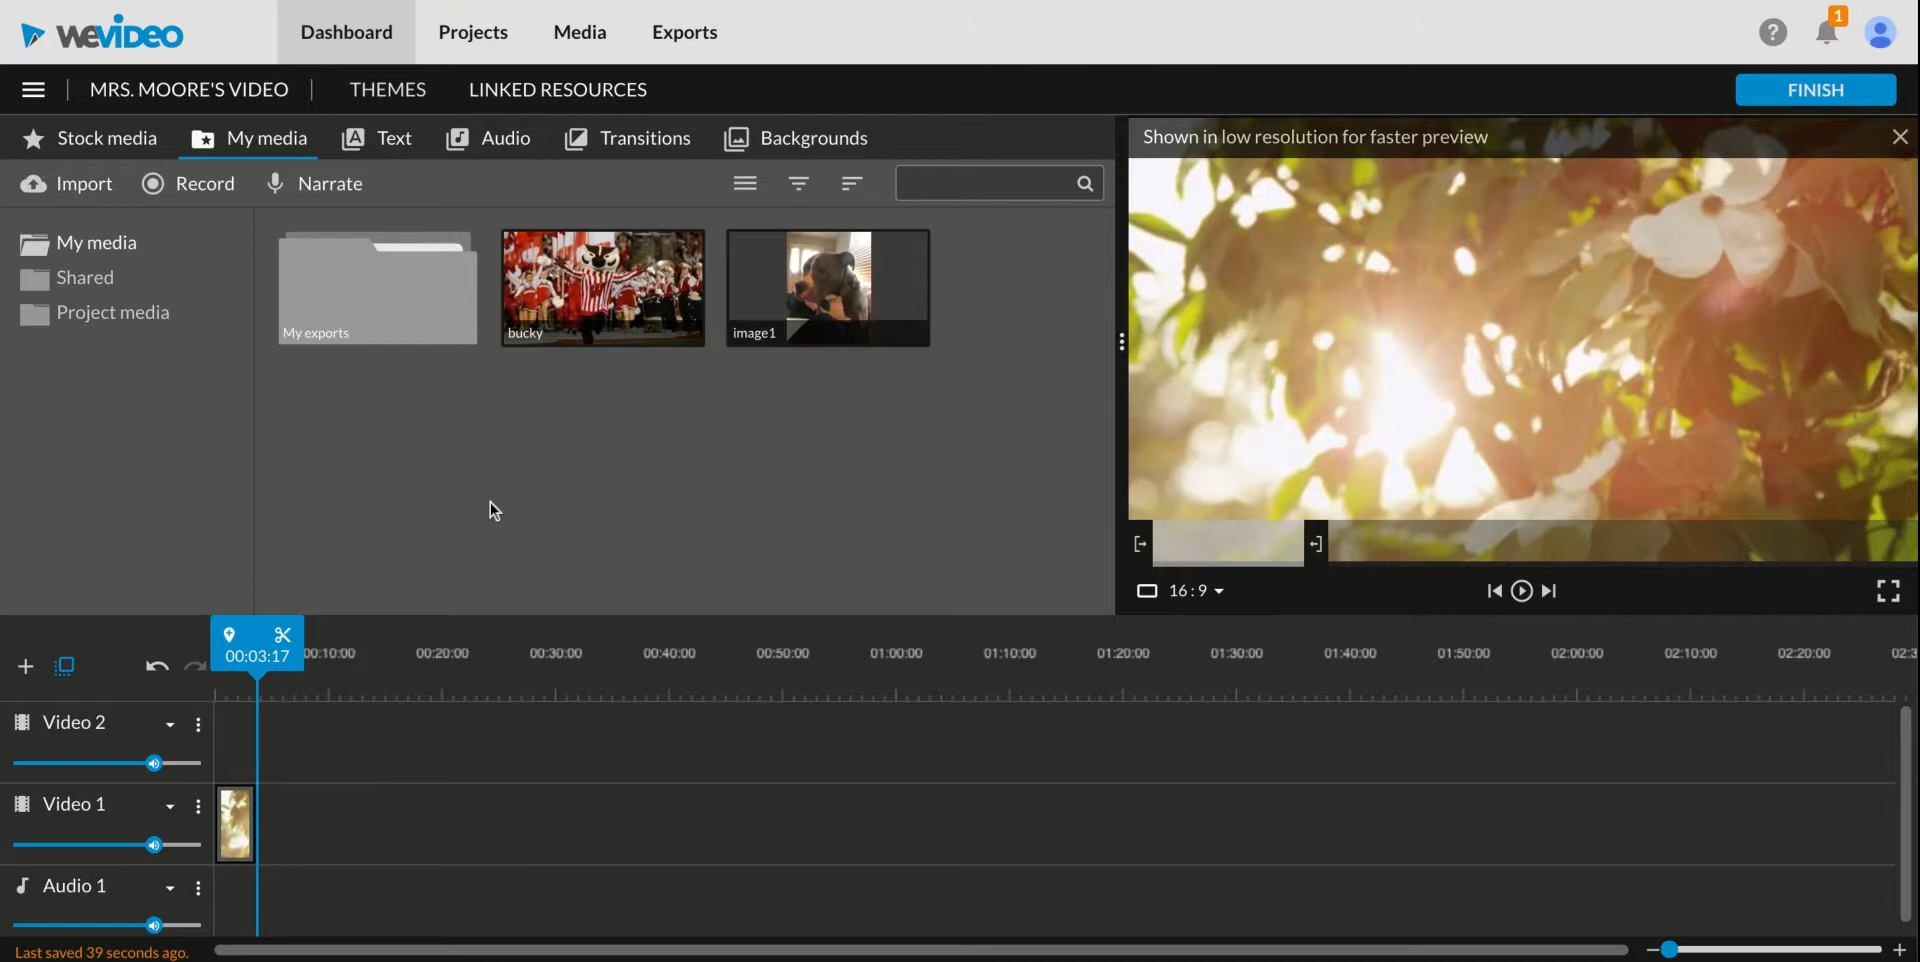 WEVIDEO
Dashboard
Projects
Media
Exports
1
MRS. MOORE'S VIDEO
THEMES
LINKED RESOURCES
FINISH
Stock media
My media
Text
Audio
Transitions
Backgrounds
Shown in low resolution for faster preview
Import
Record
Narrate
My media
Shared
Project media
My exports
bucky
image1
16 : 9
00:03:17
00:10:00
00:20:00
00:30:00
00:40:00
00:50:00
01:00:00
01:10:00
01:20:00
01:30:00
01:40:00
01:50:00
02:00:00
02:10:00
02:20:00
02:3
Video 2
Video 1
Audio 1
Last saved 39 seconds ago.